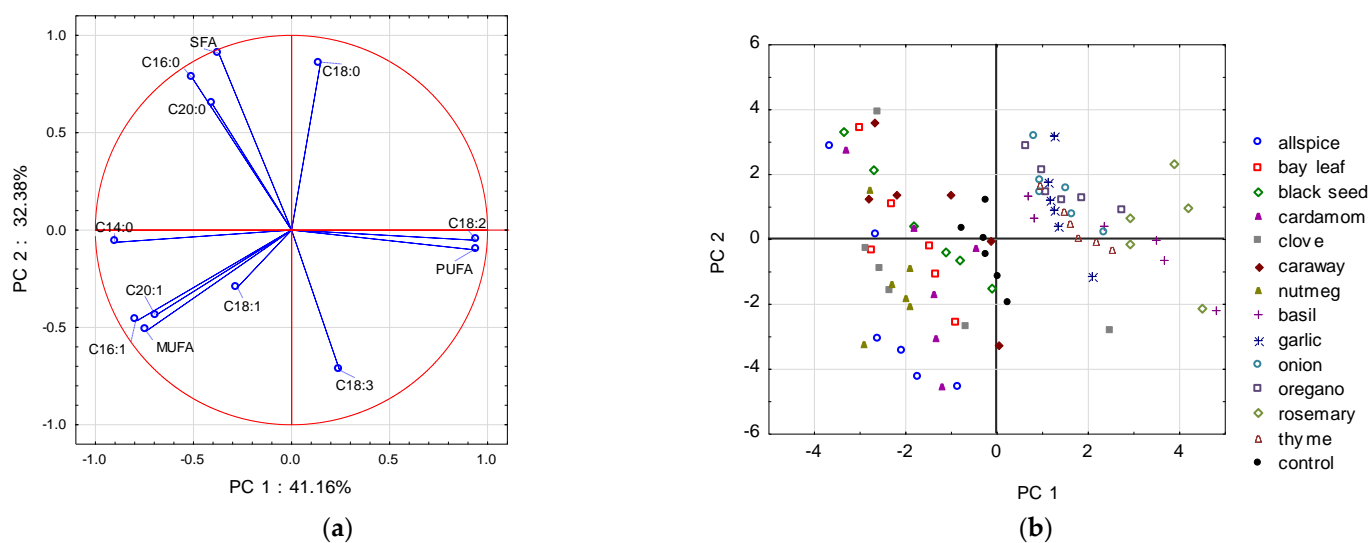 1.0
0.5
0.0
-0.5
-1.0
PC 2 : 32.38%
SFA
C16:0
C18:0
C20:0
C14:0
C18:2
PUFA
C20:1
C18:1
C16:1
MUFA
C18:3
-1.0 -0.5 0.0 0.5 1.0
PC 1 : 41.16%
(a)
6
4
2
0
-2
-4
-6
PC 2
-4 -2 0 2 4
PC 1
(b)
allspice
bay leaf
black seed
cardamom
clove
caraway
nutmeg
basil
garlic
onion
oregano
rosemary
thyme
control